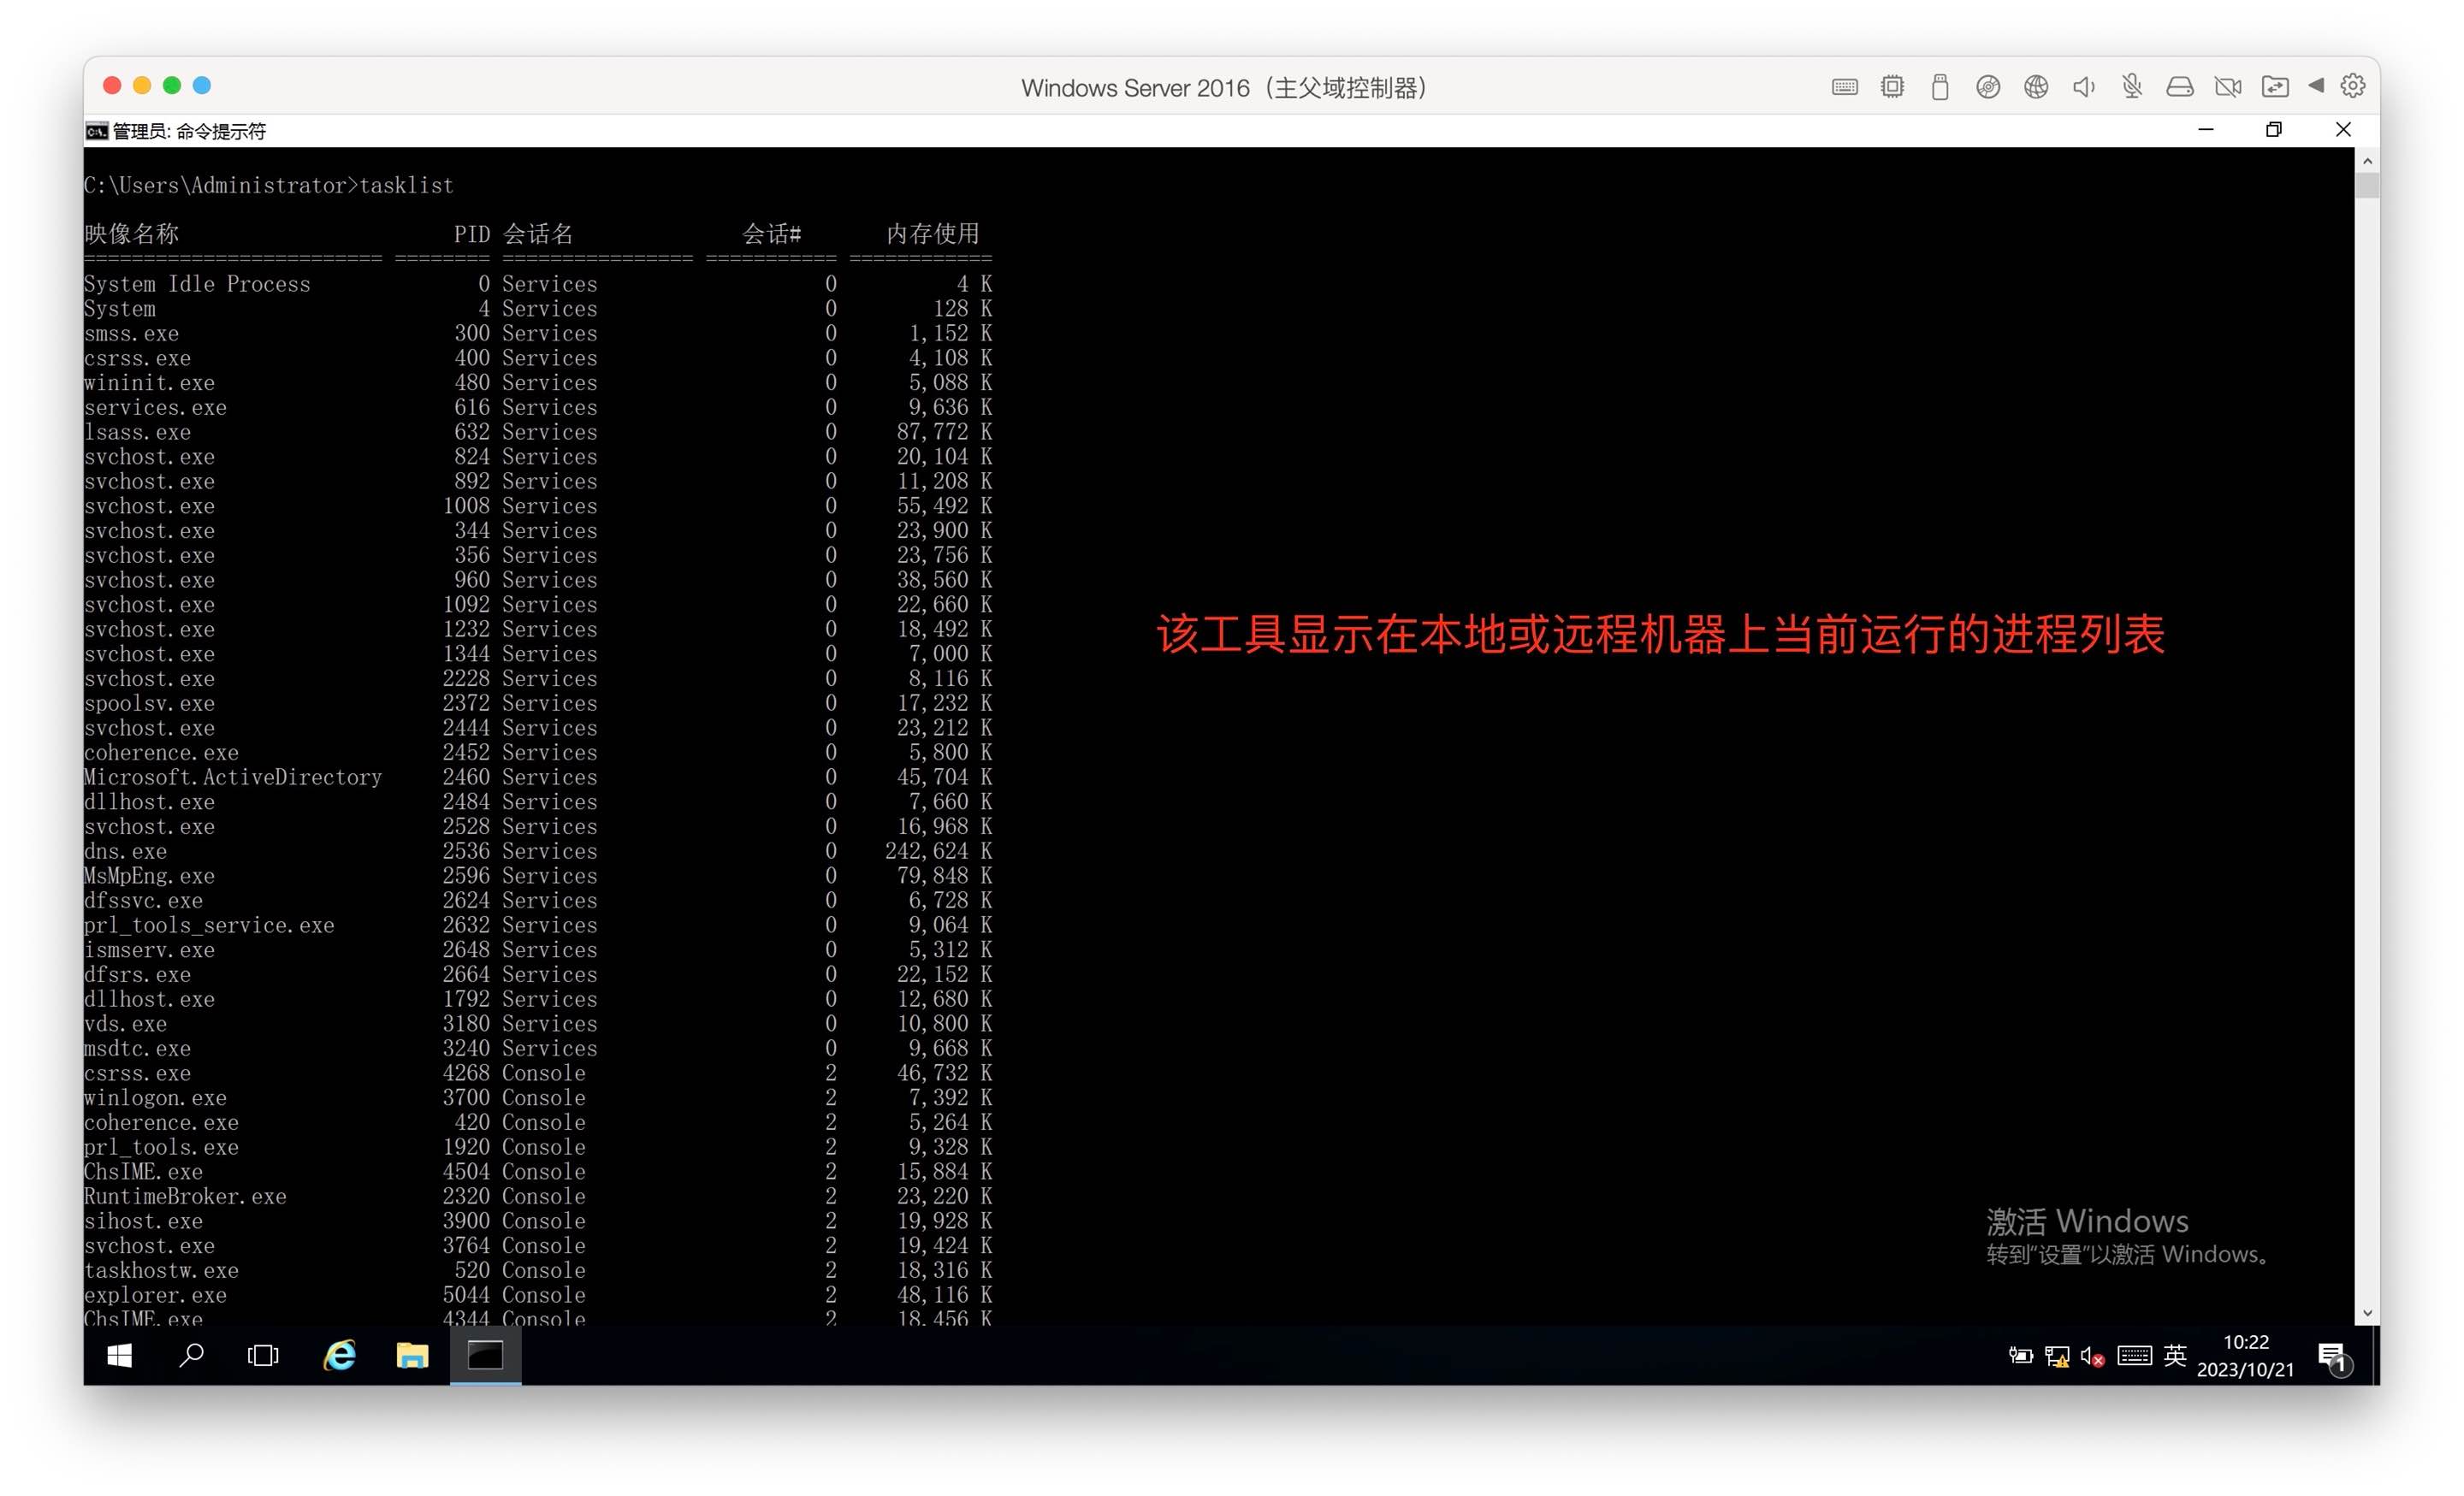 Windows Server 2016（主父域控制器）
管理员: 命令提示符
C:\Users\Administrator>tasklist
映像名称 PID 会话名 会话# 内存使用
========================= ======== ================ =========== ============
System Idle Process 0 Services 0 4 K
System 4 Services 0 128 K
smss.exe 300 Services 0 1,152 K
csrss.exe 400 Services 0 4,108 K
wininit.exe 480 Services 0 5,088 K
services.exe 616 Services 0 9,636 K
lsass.exe 632 Services 0 87,772 K
svchost.exe 824 Services 0 20,104 K
svchost.exe 892 Services 0 11,208 K
svchost.exe 1008 Services 0 55,492 K
svchost.exe 344 Services 0 23,900 K
svchost.exe 356 Services 0 23,756 K
svchost.exe 960 Services 0 38,560 K
svchost.exe 1092 Services 0 22,660 K
svchost.exe 1232 Services 0 18,492 K
svchost.exe 1344 Services 0 7,000 K
svchost.exe 2228 Services 0 8,116 K
spoolsv.exe 2372 Services 0 17,232 K
svchost.exe 2444 Services 0 23,212 K
coherence.exe 2452 Services 0 5,800 K
Microsoft.ActiveDirectory 2460 Services 0 45,704 K
dllhost.exe 2484 Services 0 7,660 K
svchost.exe 2528 Services 0 16,968 K
dns.exe 2536 Services 0 242,624 K
MsMpEng.exe 2596 Services 0 79,848 K
dfssvc.exe 2624 Services 0 6,728 K
prl_tools_service.exe 2632 Services 0 9,064 K
ismserv.exe 2648 Services 0 5,312 K
dfsrs.exe 2664 Services 0 22,152 K
dllhost.exe 1792 Services 0 12,680 K
vds.exe 3180 Services 0 10,800 K
msdtc.exe 3240 Services 0 9,668 K
csrss.exe 4268 Console 2 46,732 K
winlogon.exe 3700 Console 2 7,392 K
coherence.exe 420 Console 2 5,264 K
prl_tools.exe 1920 Console 2 9,328 K
ChsIME.exe 4504 Console 2 15,884 K
RuntimeBroker.exe 2320 Console 2 23,220 K
sihost.exe 3900 Console 2 19,928 K
svchost.exe 3764 Console 2 19,424 K
taskhostw.exe 520 Console 2 18,316 K
explorer.exe 5044 Console 2 48,116 K
ChsIME.exe 4344 Console 2 18,456 K
该工具显示在本地或远程机器上当前运行的进程列表
激活 Windows
转到“设置”以激活 Windows。
英
10:22
2023/10/21
1